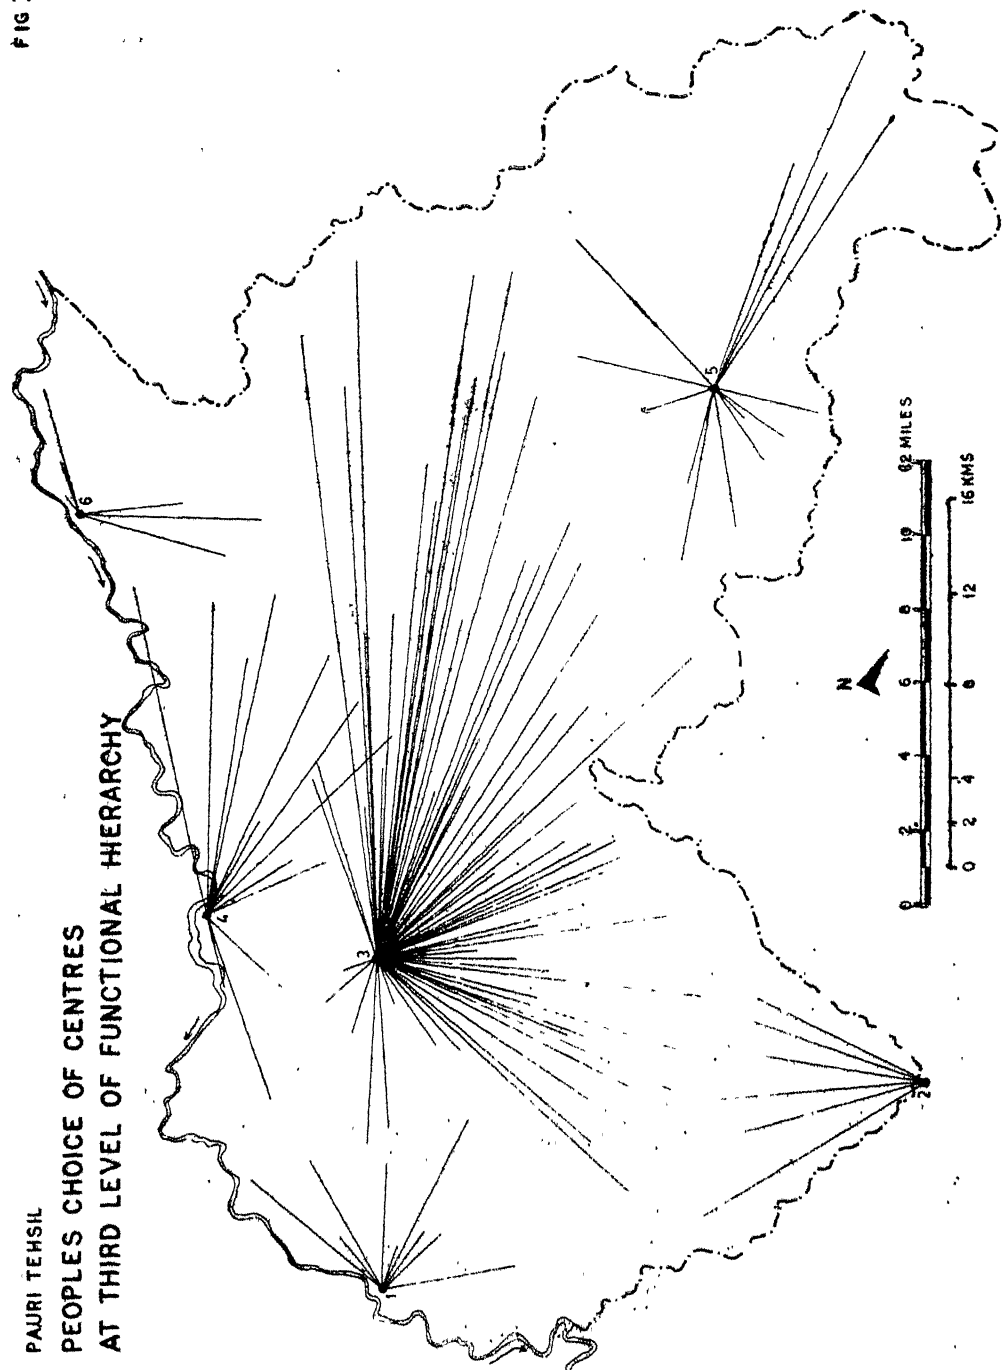 FIG
PAURI TEHSIL
PEOPLES CHOICE OF CENTRES
AT THIRD LEVEL OF FUNCTIONAL HIERARCHY
1
2
3
4
5
6
N
0 2 4 6 8 10 12 MILES
0 2 4 8 12 16 KMS